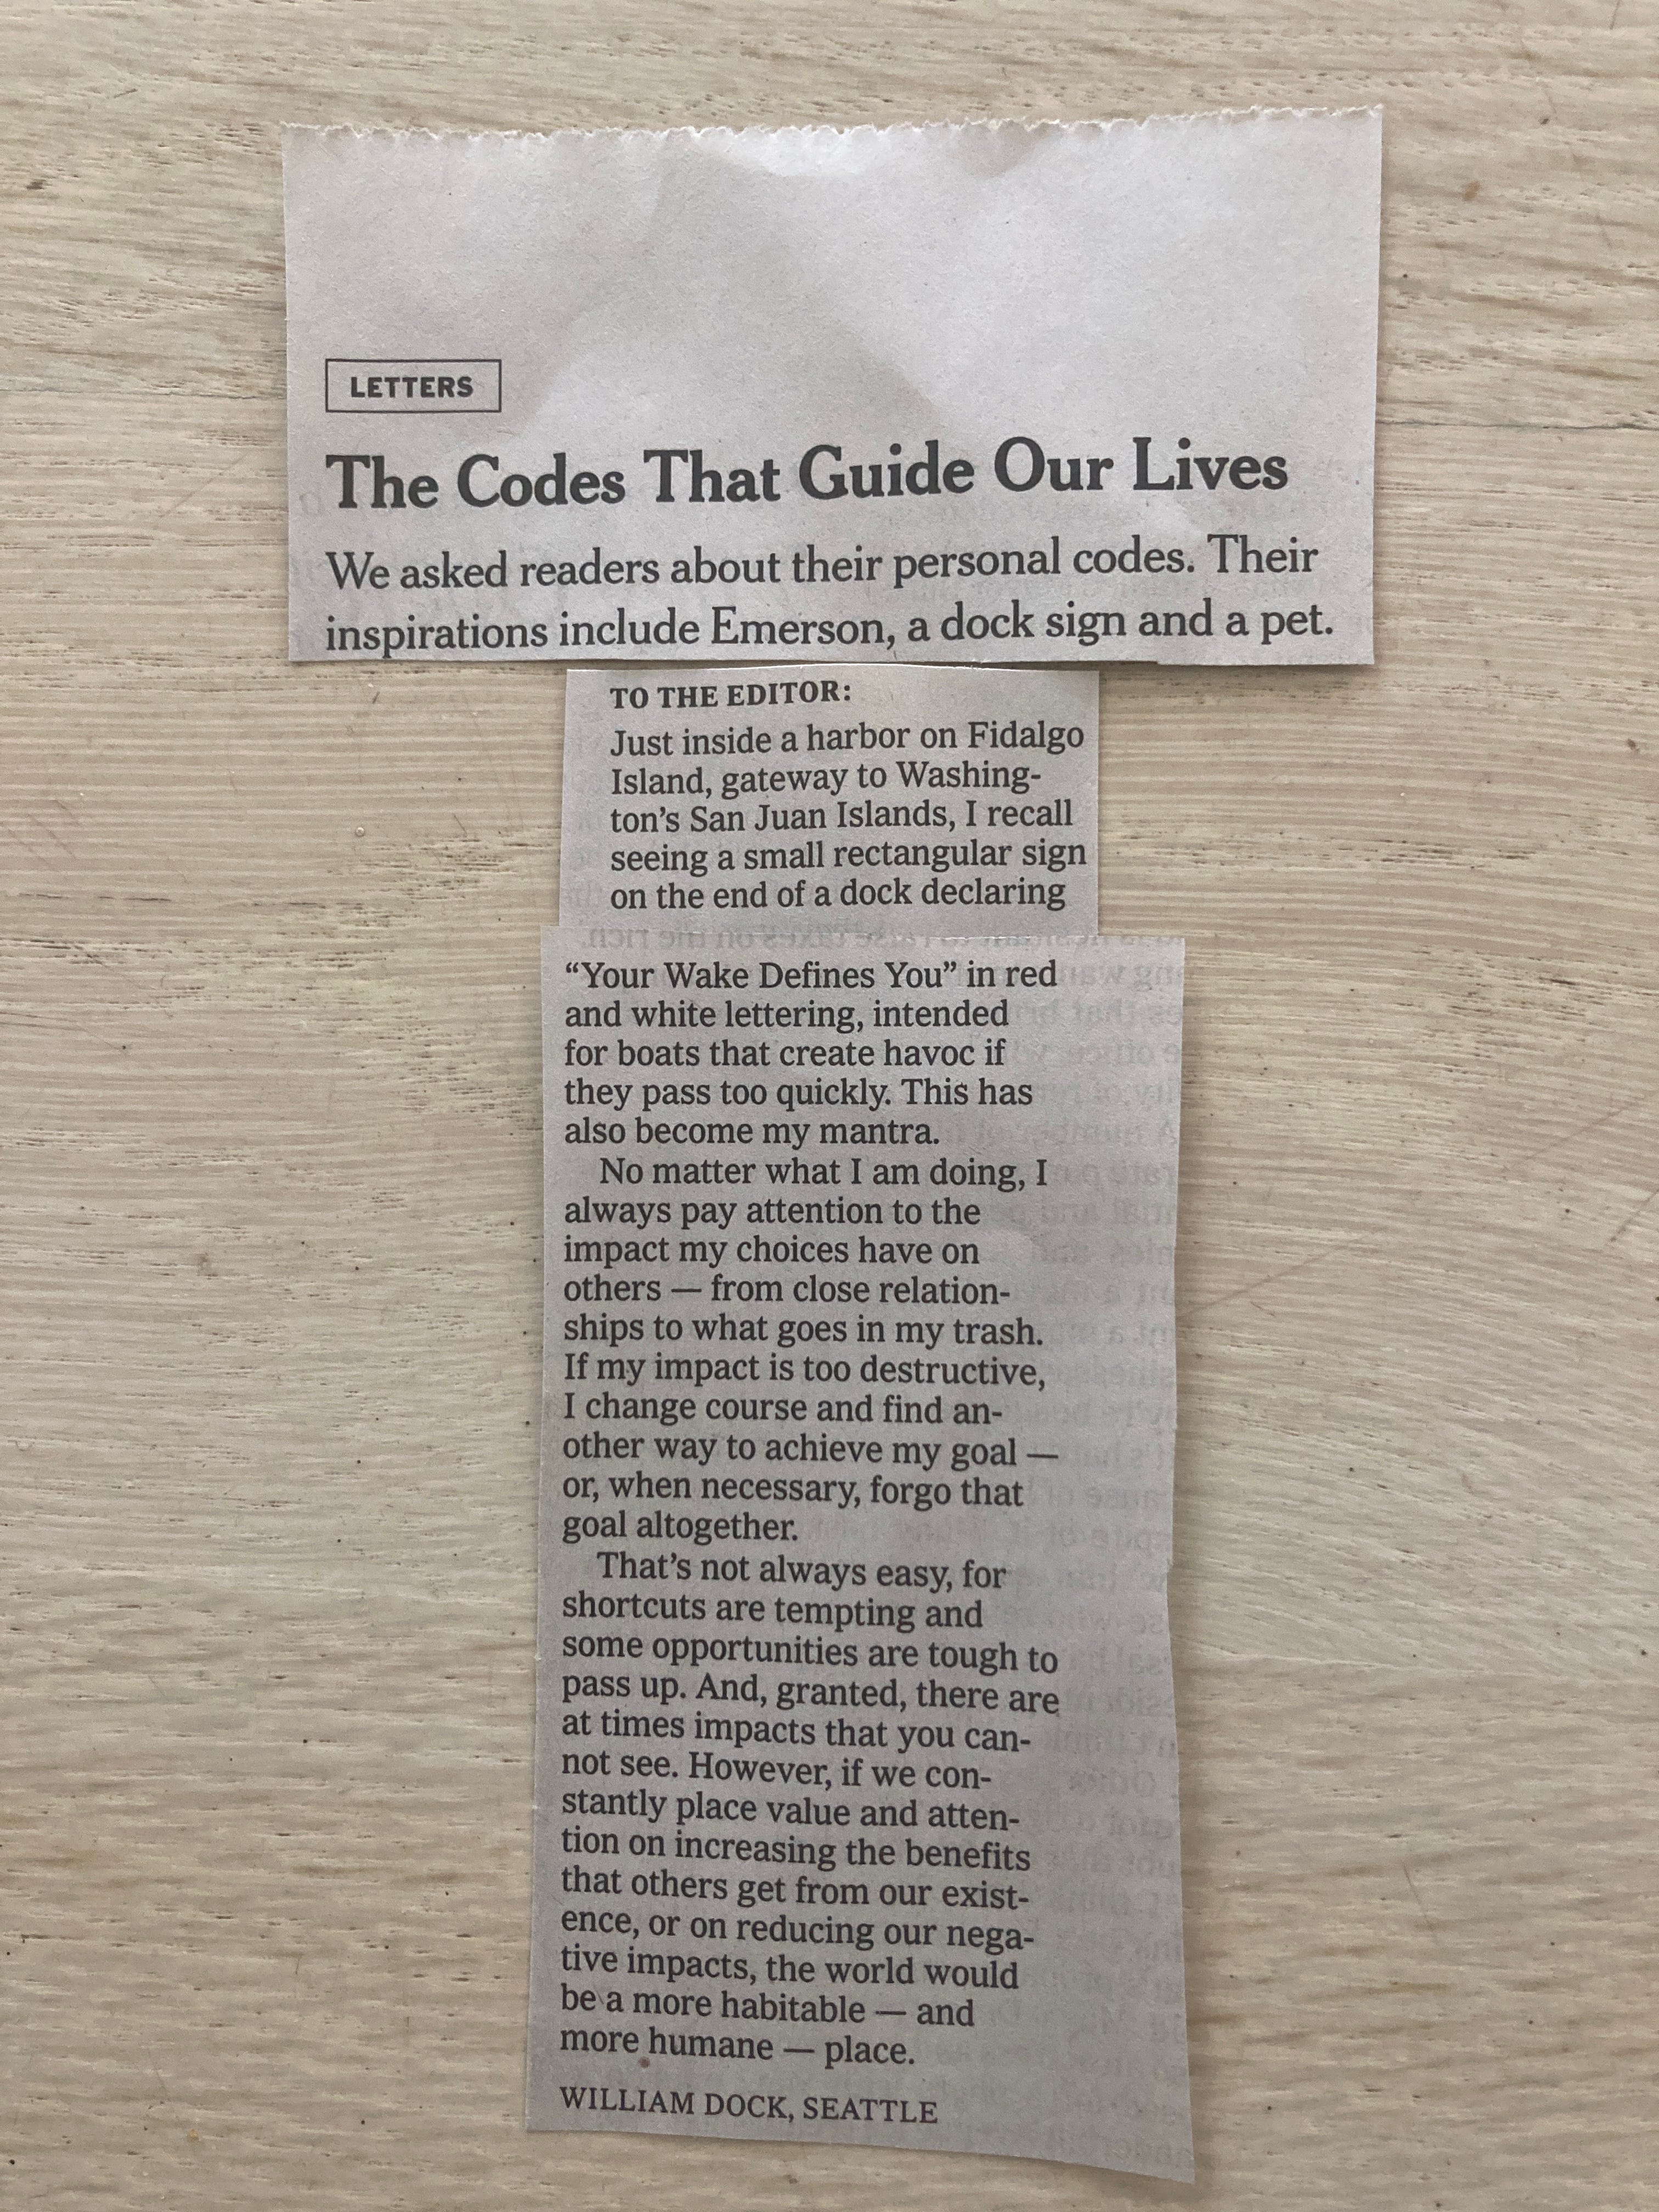 LETTERS
The Codes That Guide Our Lives
We asked readers about their personal codes. Their
inspirations include Emerson, a dock sign and a pet.
TO THE EDITOR:
Just inside a harbor on Fidalgo
Island, gateway to Washing-
ton’s San Juan Islands, I recall
seeing a small rectangular sign
on the end of a dock declaring
“Your Wake Defines You” in red
and white lettering, intended
for boats that create havoc if
they pass too quickly. This has
also become my mantra.
No matter what I am doing, I
always pay attention to the
impact my choices have on
others — from close relation-
ships to what goes in my trash.
If my impact is too destructive,
I change course and find an-
other way to achieve my goal —
or, when necessary, forgo that
goal altogether.
That’s not always easy, for
shortcuts are tempting and
some opportunities are tough to
pass up. And, granted, there are
at times impacts that you can-
not see. However, if we con-
stantly place value and atten-
tion on increasing the benefits
that others get from our exist-
ence, or on reducing our nega-
tive impacts, the world would
be a more habitable — and
more humane — place.
WILLIAM DOCK, SEATTLE